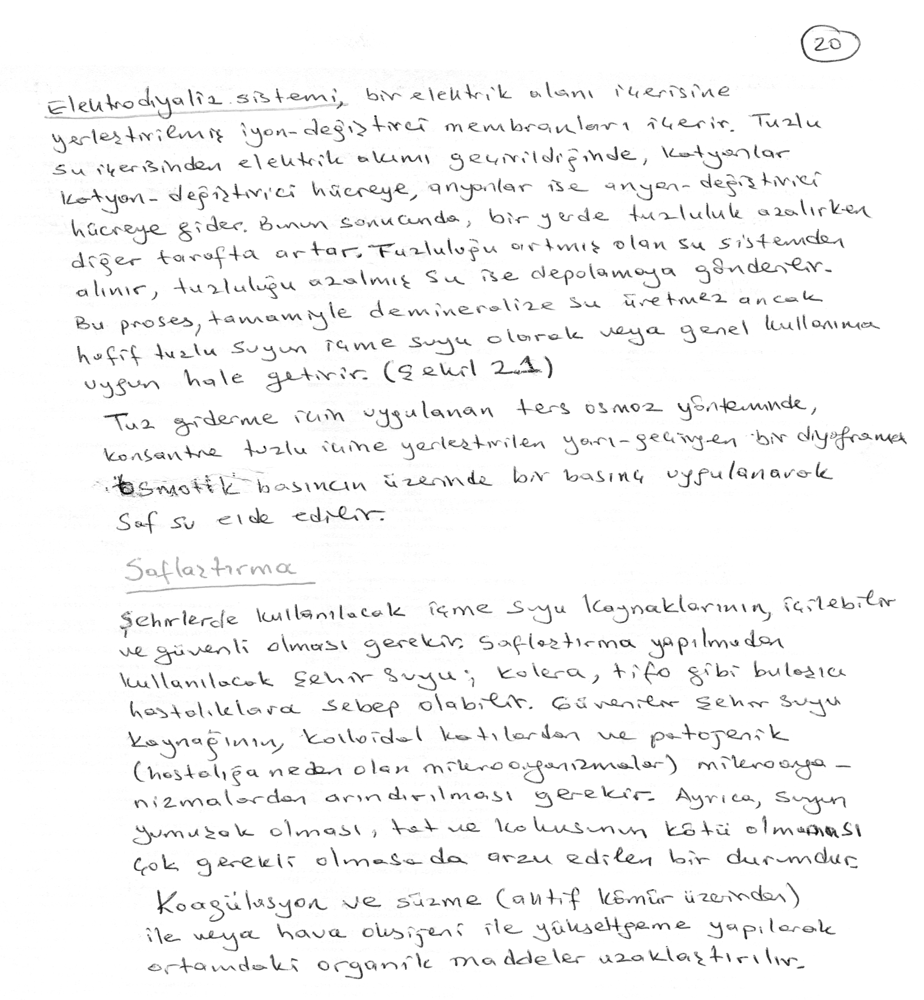 20
Elektrodiyaliz sistemi, bir elektrik alanı içerisine
yerleştirilmiş iyon-değiştirci membranları içerir. Tuzlu
su içerisinden elektrik akımı geçirildiğinde, katyonlar
katyon-değiştirici hücreye, anyonlar ise anyon-değiştirici
hücreye gider. Bunun sonucunda, bir yerde tuzluluk azalırken
diğer tarafta artar. Tuzluluğu artmış olan su sistemden
alınır, tuzluluğu azalmış su ise depolamaya gönderilir.
Bu proses, tamamiyle demineralize su üretmez ancak
hafif tuzlu suyun içme suyu olarak veya genel kullanıma
uygun hale getirir. (Şekil 2.1)
Tuz giderme için uygulanan ters osmoz yönteminde,
konsantre tuzlu içine yerleştirilen yarı-geçirgen bir diyaframa
osmotik basıncın üzerinde bir basınç uygulanarak
saf su elde edilir.
Saflaştırma
Şehirlerde kullanılacak içme suyu kaynaklarının, içilebilir
ve güvenli olması gerekir. Saflaştırma yapılmadan
kullanılacak şehir suyu; kolera, tifo gibi bulaşıcı
hastalıklara sebep olabilir. Güvenilir şehir suyu
kaynağının, kolloidal katılardan ve patojenik
(hastalığa neden olan mikroorganizmalar) mikroorga-
nizmalardan arındırılması gerekir. Ayrıca, suyun
yumuşak olması, tat ve kokusunun kötü olmaması
çok gerekli olmasa da arzu edilen bir durumdur.
Koagülasyon ve süzme (aktif kömür üzerinden)
ile veya hava oksijeni ile yükseltgeme yapılarak
ortamdaki organik maddeler uzaklaştırılır.